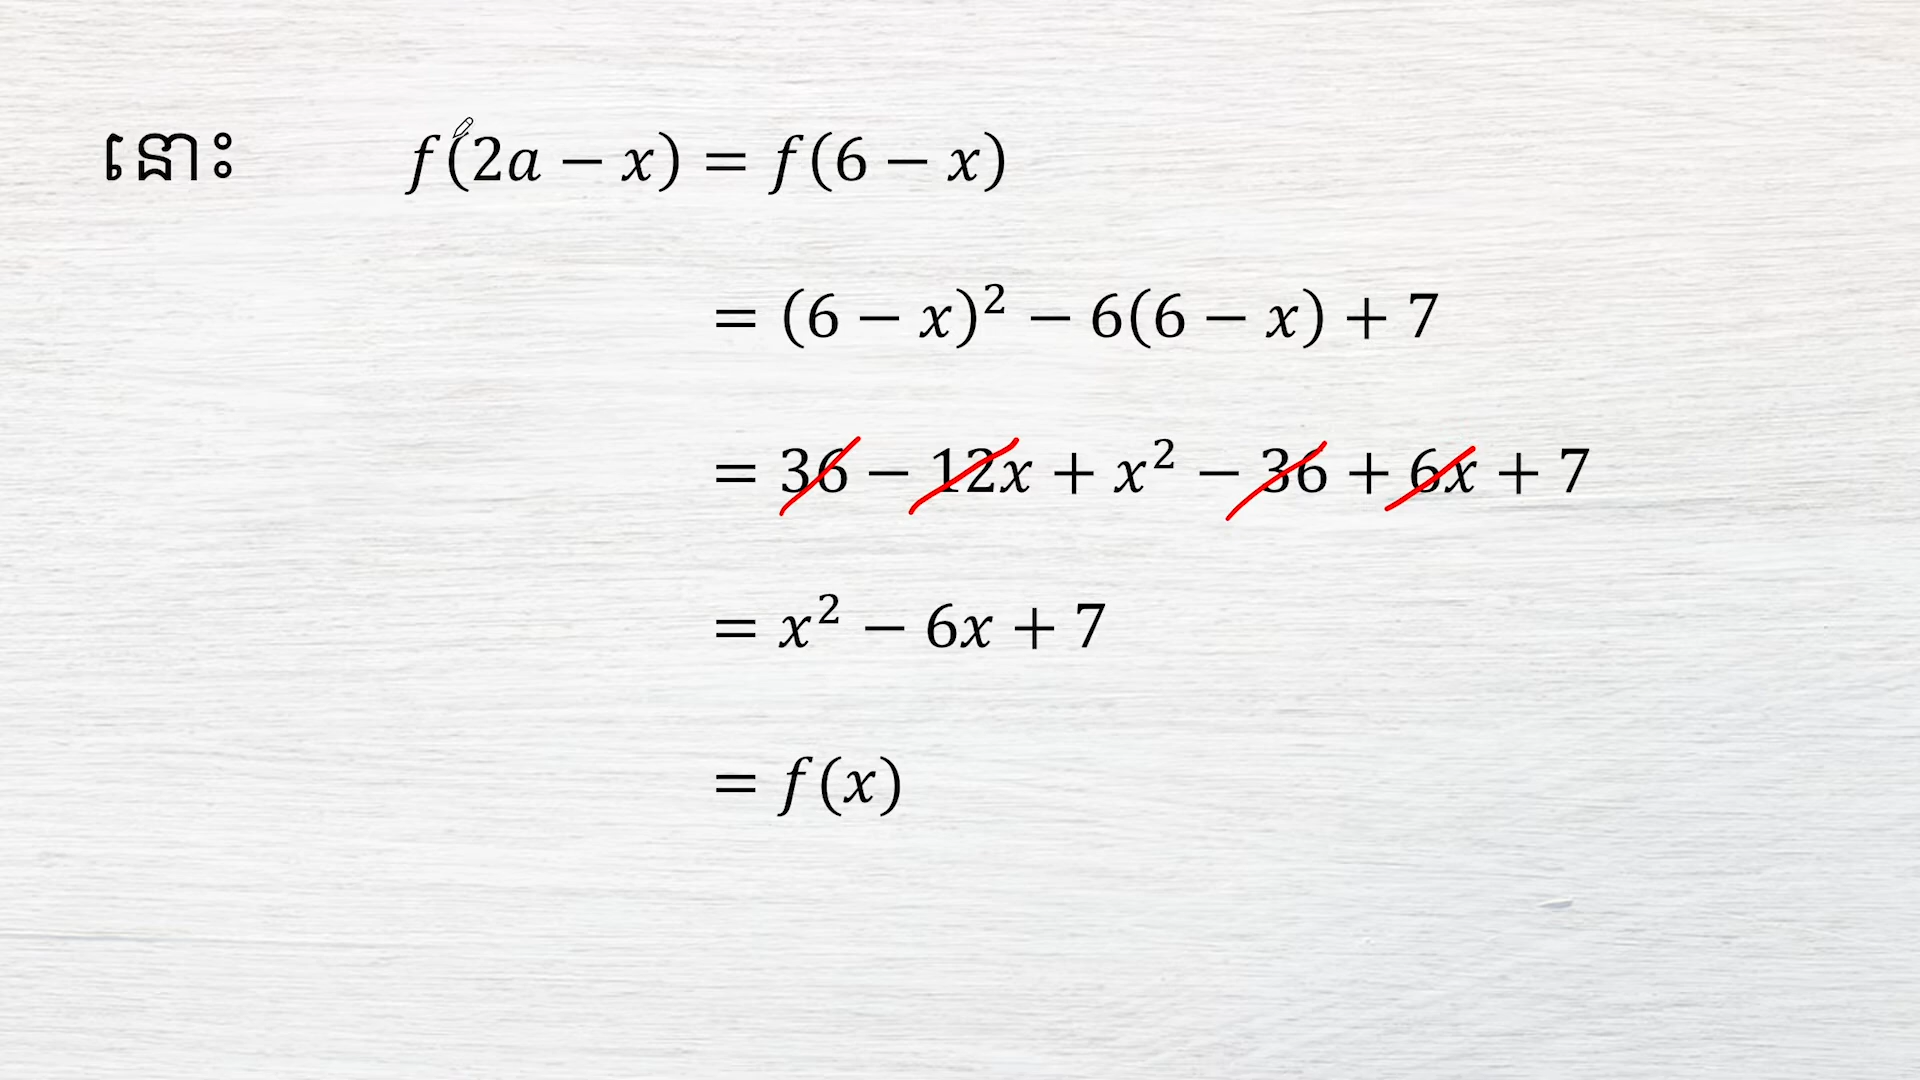 នោះ f(2a − x) = f(6 − x)
= (6 − x)² − 6(6 − x) + 7
= 36 − 12x + x² − 36 + 6x + 7
= x² − 6x + 7
= f(x)